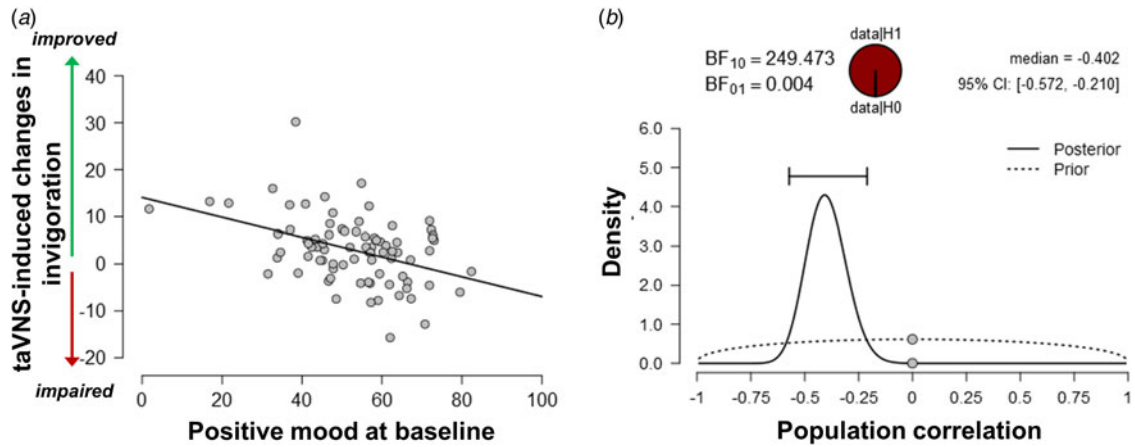 (a)
improved
taVNS-induced changes in
invigoration
impaired
40
30
20
10
0
-10
-20
0
20
40
60
80
100
Positive mood at baseline
(b)
data|H1
BF10 = 249.473
BF01 = 0.004
data|H0
median = -0.402
95% CI: [-0.572, -0.210]
Posterior
Prior
Density
6.0
5.0
4.0
3.0
2.0
1.0
0.0
-1
-0.75
-0.5
-0.25
0
0.25
0.5
0.75
1
Population correlation